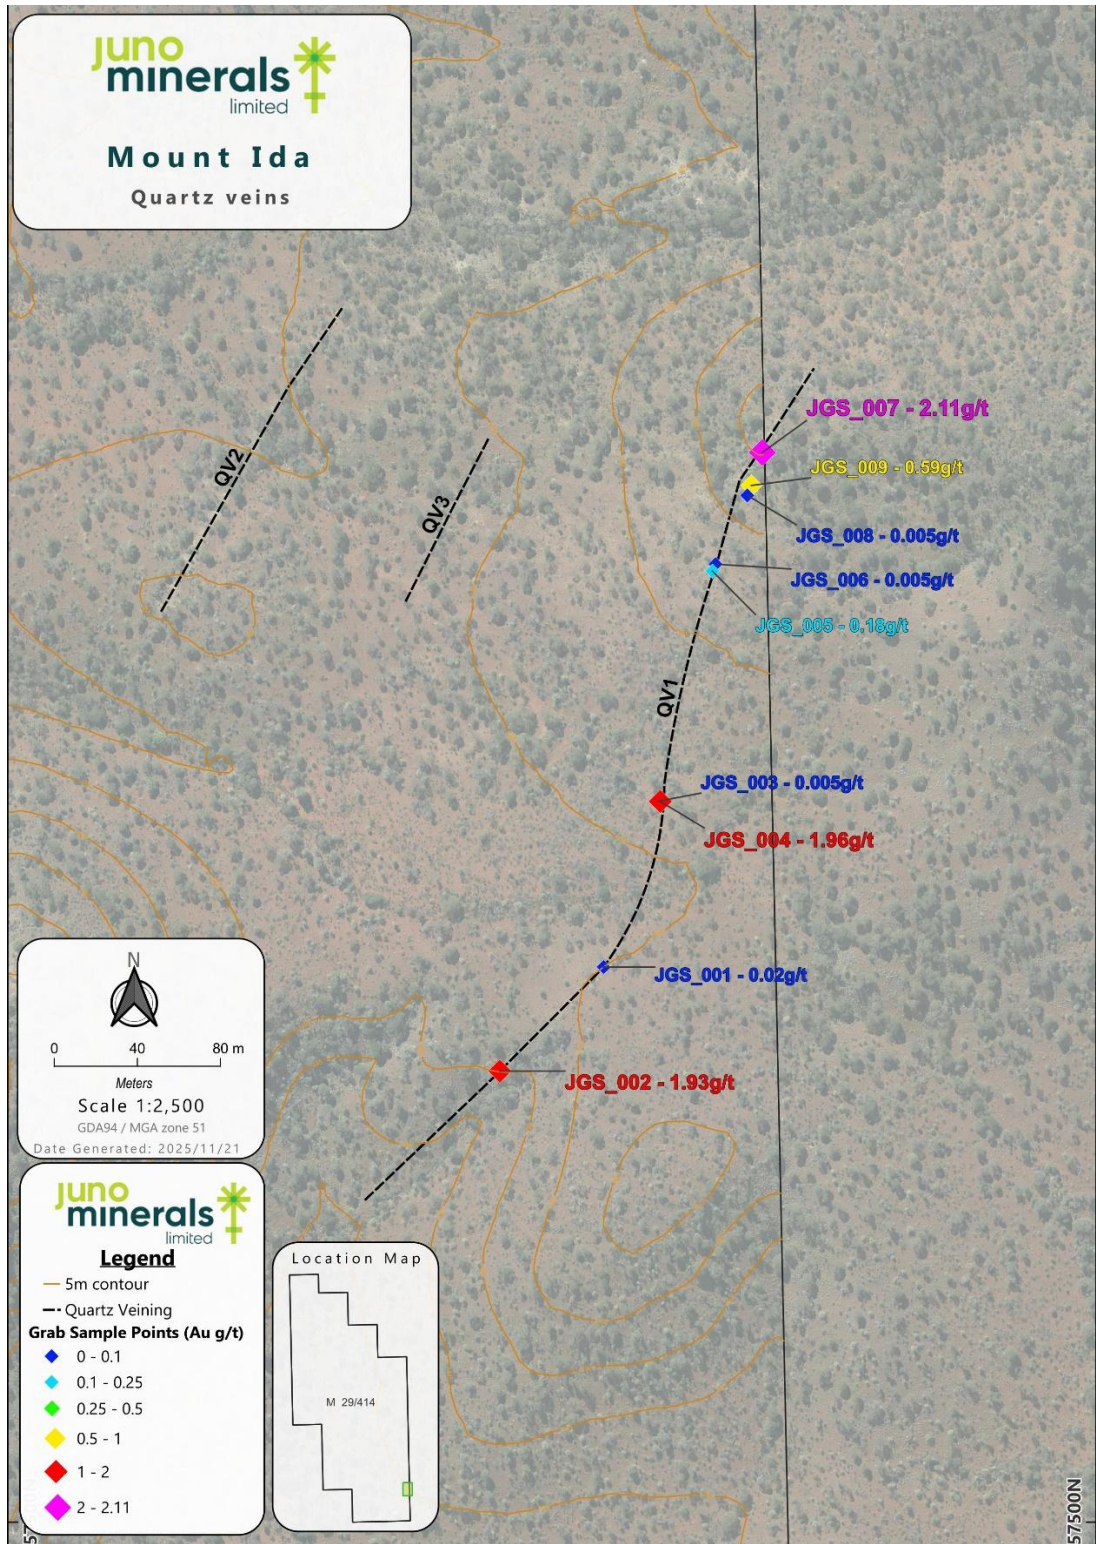 juno
minerals
limited
Mount Ida
Quartz veins
QV2
QV3
JGS_007 - 2.11g/t
JGS_009 - 0.59g/t
JGS_008 - 0.005g/t
JGS_006 - 0.005g/t
JGS_005 - 0.18g/t
QV1
JGS_003 - 0.005g/t
JGS_004 - 1.96g/t
JGS_001 - 0.02g/t
JGS_002 - 1.93g/t
N
0 40 80 m
Meters
Scale 1:2,500
GDA94 / MGA zone 51
Date Generated: 2025/11/21
juno
minerals
limited
Legend
5m contour
Quartz Veining
Grab Sample Points (Au g/t)
0 - 0.1
0.1 - 0.25
0.25 - 0.5
0.5 - 1
1 - 2
2 - 2.11
Location Map
M 29/414
57500N